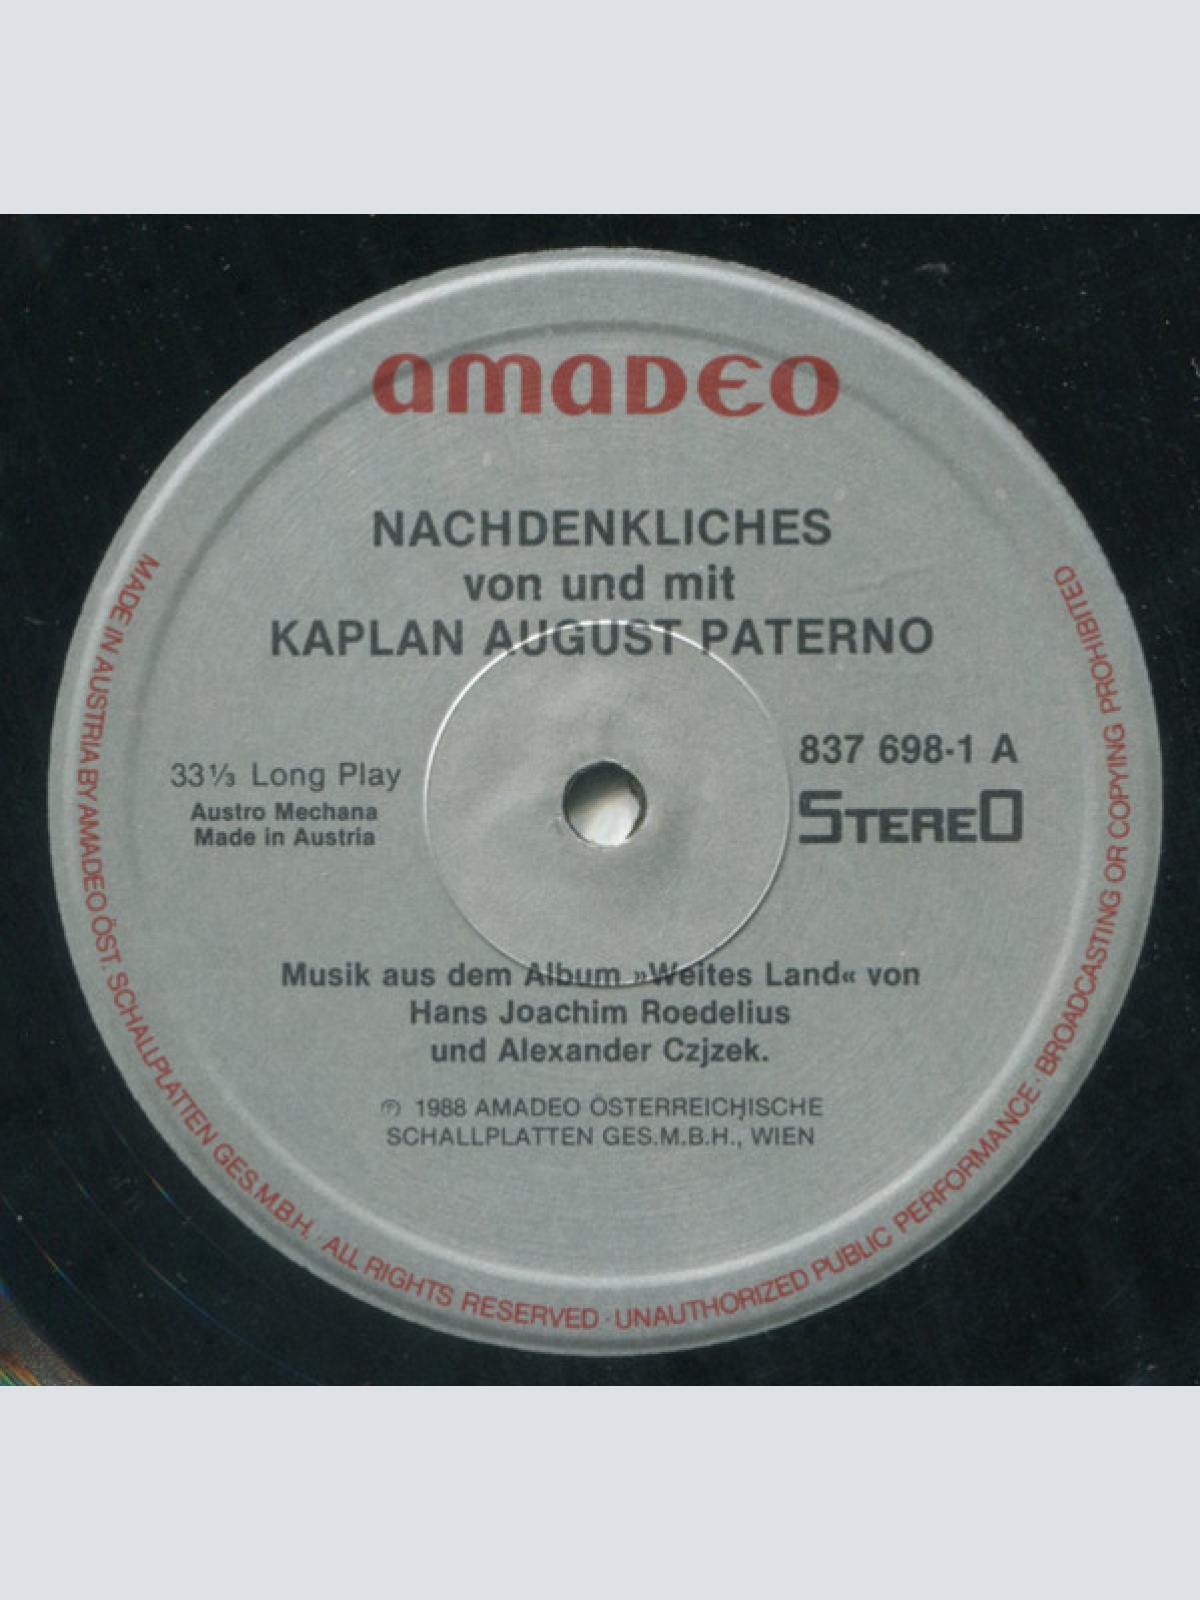 amadeo
NACHDENKLICHES
von und mit
KAPLAN AUGUST PATERNO
837 698-1 A
33⅓ Long Play
STEREO
Austro Mechana
Made in Austria
Musik aus dem Album »Weites Land« von
Hans Joachim Roedelius
und Alexander Czjzek.
℗ 1988 AMADEO ÖSTERREICHISCHE
SCHALLPLATTEN GES.M.B.H., WIEN
MADE IN AUSTRIA BY AMADEO ÖST. SCHALLPLATTEN GES.M.B.H. · ALL RIGHTS RESERVED · UNAUTHORIZED PUBLIC PERFORMANCE · BROADCASTING OR COPYING PROHIBITED